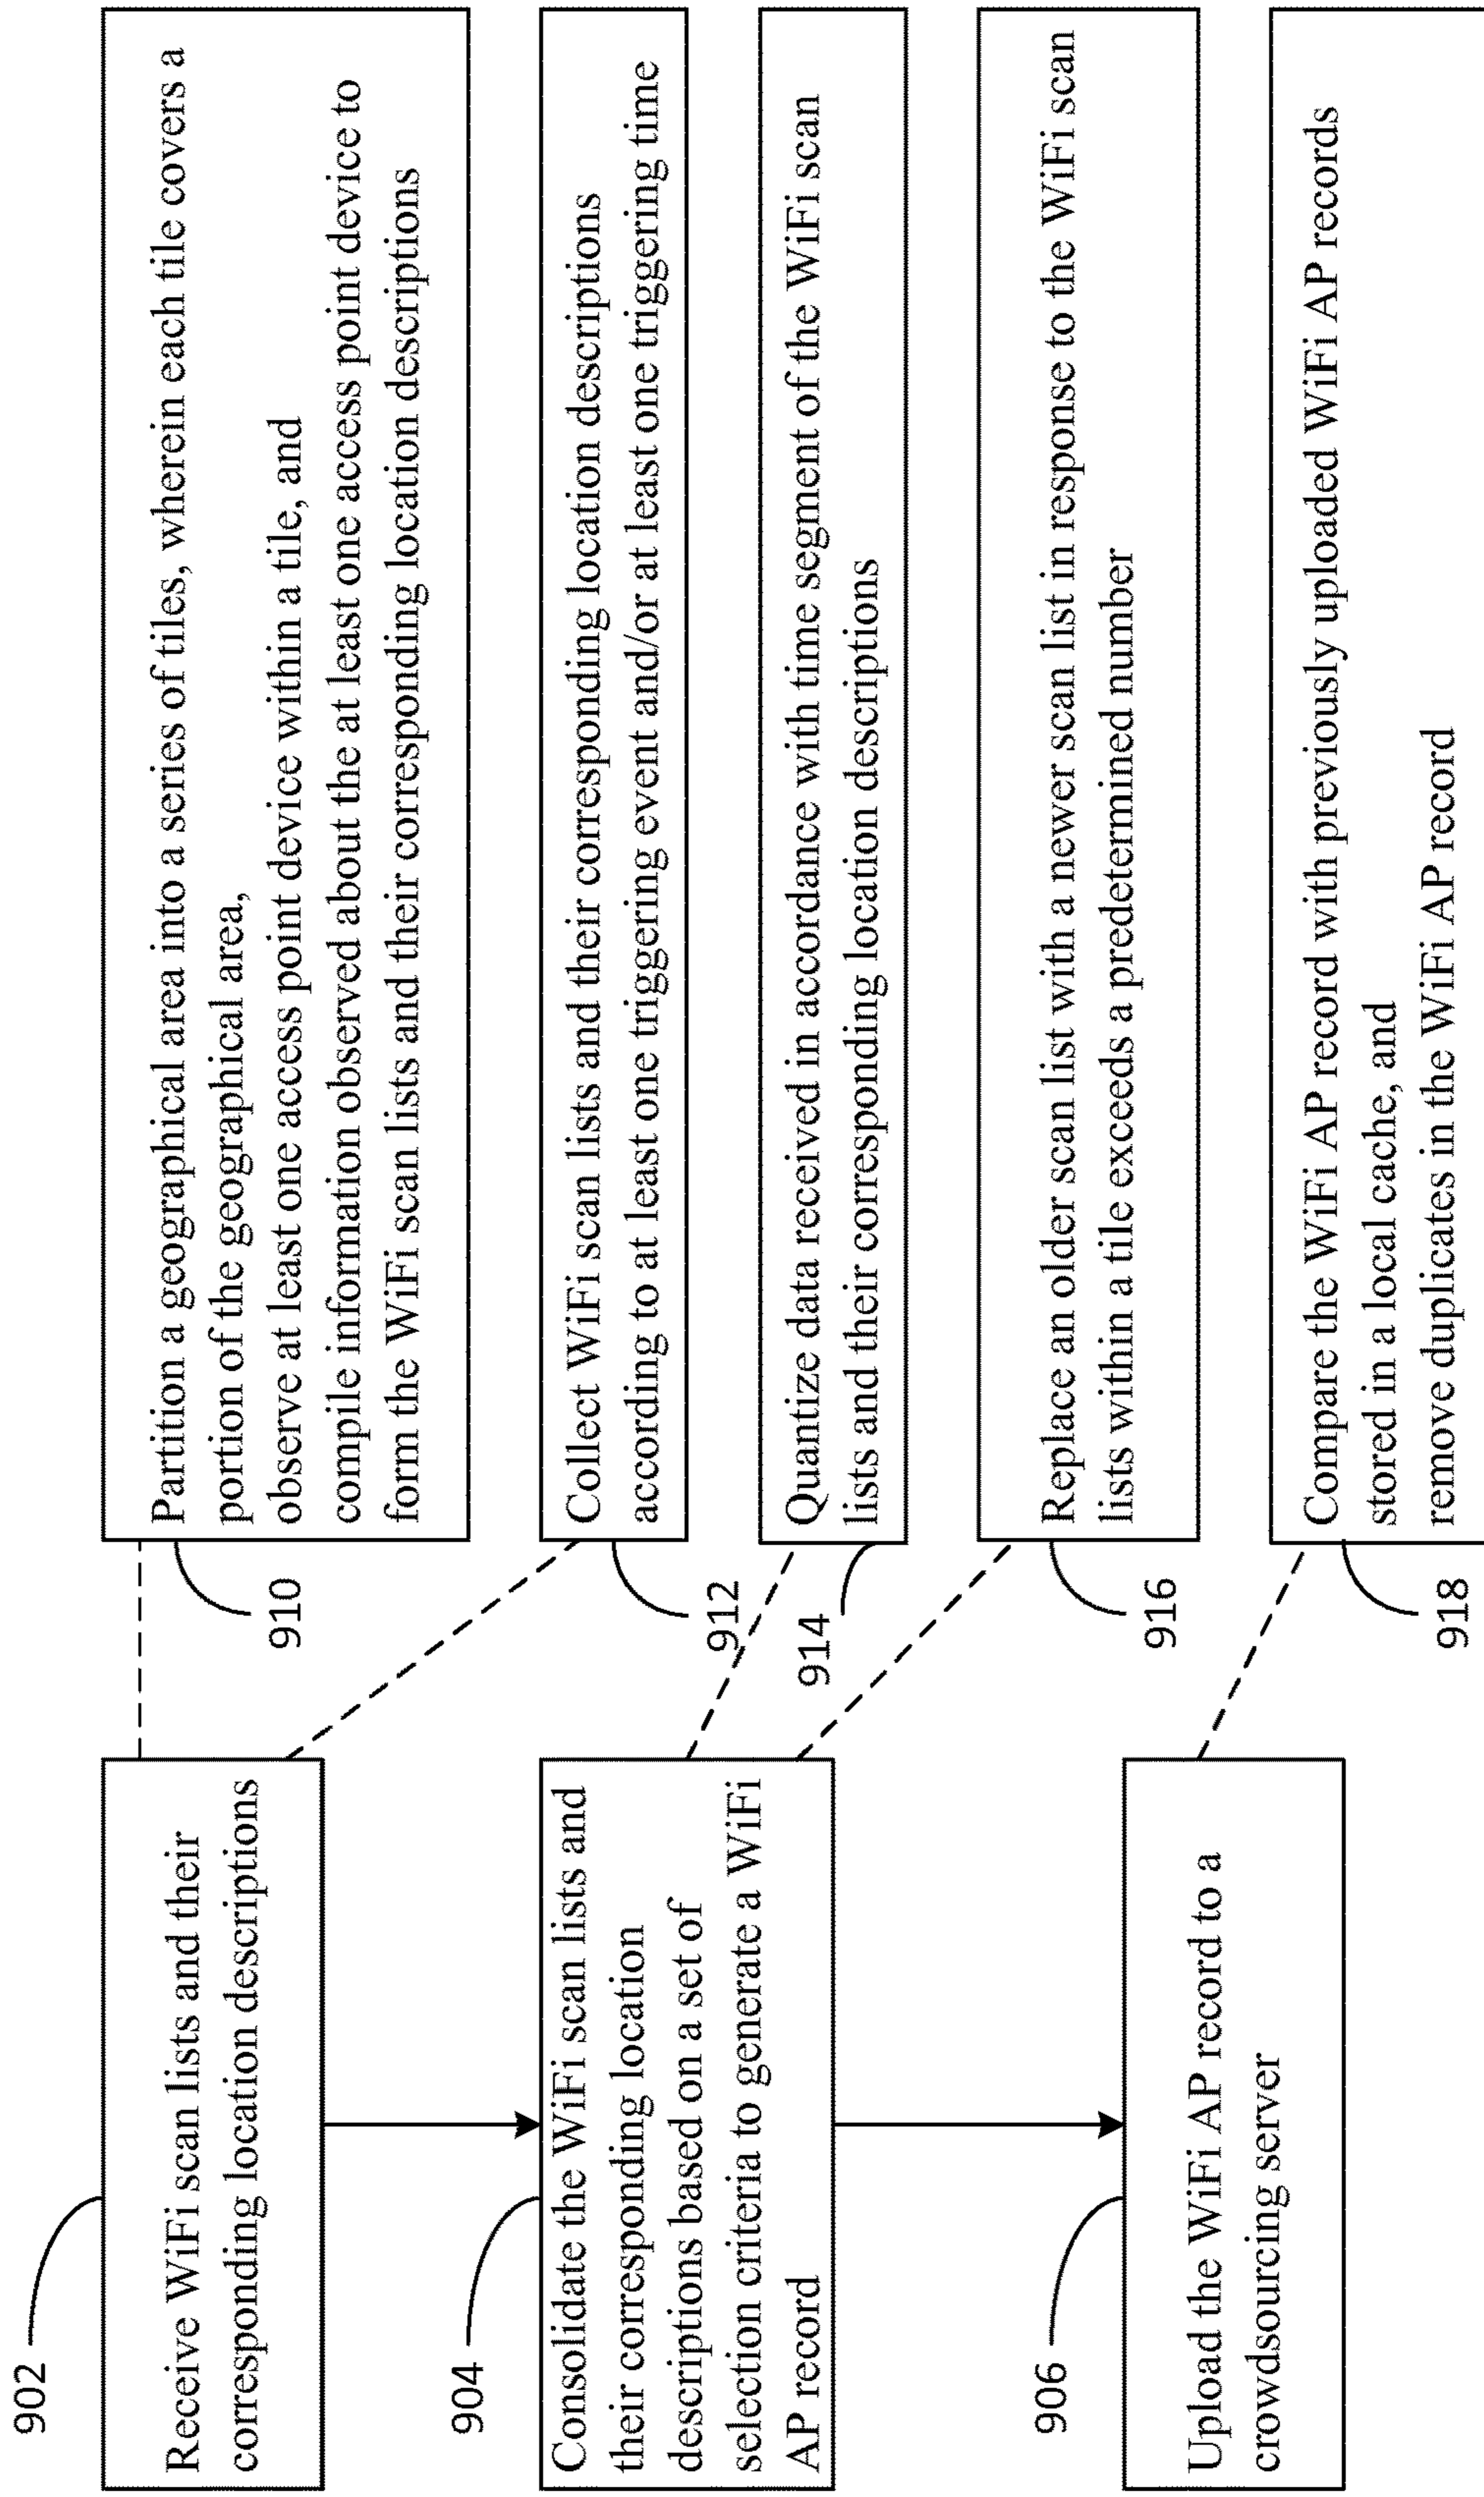 902
Receive WiFi scan lists and their
corresponding location descriptions
904
Consolidate the WiFi scan lists and
their corresponding location
descriptions based on a set of
selection criteria to generate a WiFi
AP record
906
Upload the WiFi AP record to a
crowdsourcing server
910
Partition a geographical area into a series of tiles, wherein each tile covers a
portion of the geographical area,
observe at least one access point device within a tile, and
compile information observed about the at least one access point device to
form the WiFi scan lists and their corresponding location descriptions
912
Collect WiFi scan lists and their corresponding location descriptions
according to at least one triggering event and/or at least one triggering time
914
Quantize data received in accordance with time segment of the WiFi scan
lists and their corresponding location descriptions
916
Replace an older scan list with a newer scan list in response to the WiFi scan
lists within a tile exceeds a predetermined number
918
Compare the WiFi AP record with previously uploaded WiFi AP records
stored in a local cache, and
remove duplicates in the WiFi AP record